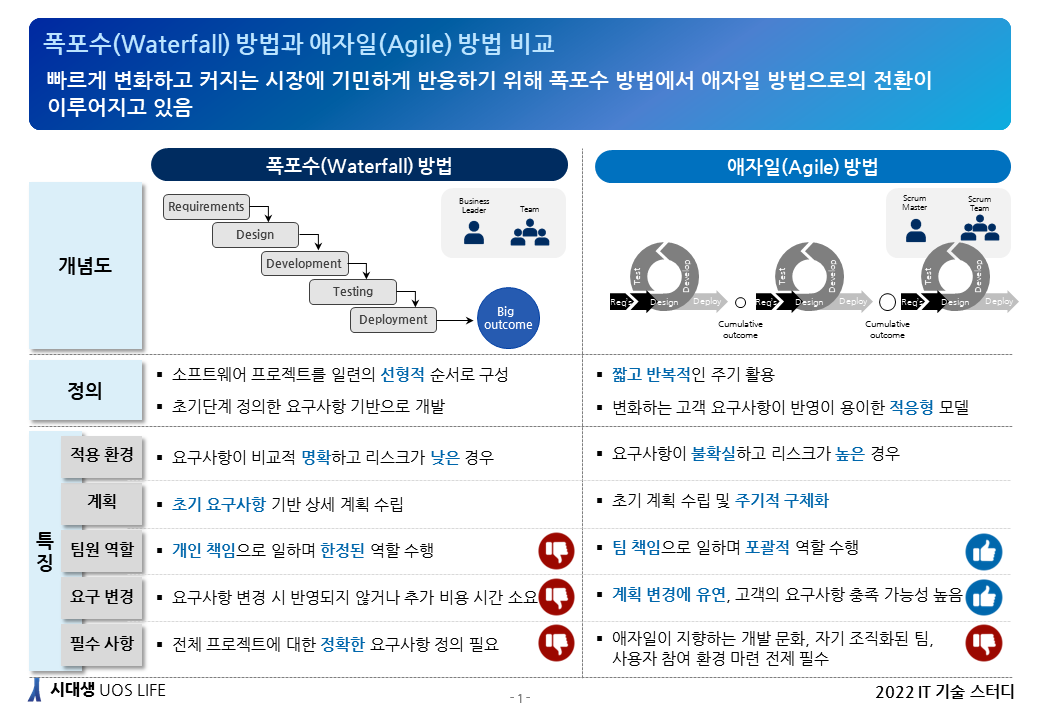 폭포수(Waterfall) 방법과 애자일(Agile) 방법 비교
빠르게 변화하고 커지는 시장에 기민하게 반응하기 위해 폭포수 방법에서 애자일 방법으로의 전환이
이루어지고 있음
폭포수(Waterfall) 방법
애자일(Agile) 방법
개념도
Requirements
Design
Development
Testing
Deployment
Big
outcome
Business
Leader
Team
Scrum
Master
Scrum
Team
Req's
Design
Develop
Test
Deploy
Cumulative
outcome
Req's
Design
Develop
Test
Deploy
Cumulative
outcome
Req's
Design
Develop
Test
Deploy
정의
▪ 소프트웨어 프로젝트를 일련의 선형적 순서로 구성
▪ 초기단계 정의한 요구사항 기반으로 개발
▪ 짧고 반복적인 주기 활용
▪ 변화하는 고객 요구사항이 반영이 용이한 적응형 모델
특
징
적용 환경
▪ 요구사항이 비교적 명확하고 리스크가 낮은 경우
▪ 요구사항이 불확실하고 리스크가 높은 경우
계획
▪ 초기 요구사항 기반 상세 계획 수립
▪ 초기 계획 수립 및 주기적 구체화
팀원 역할
▪ 개인 책임으로 일하며 한정된 역할 수행
▪ 팀 책임으로 일하며 포괄적 역할 수행
요구 변경
▪ 요구사항 변경 시 반영되지 않거나 추가 비용 시간 소요
▪ 계획 변경에 유연, 고객의 요구사항 충족 가능성 높음
필수 사항
▪ 전체 프로젝트에 대한 정확한 요구사항 정의 필요
▪ 애자일이 지향하는 개발 문화, 자기 조직화된 팀,
사용자 참여 환경 마련 전제 필수
시대생 UOS LIFE
- 1 -
2022 IT 기술 스터디